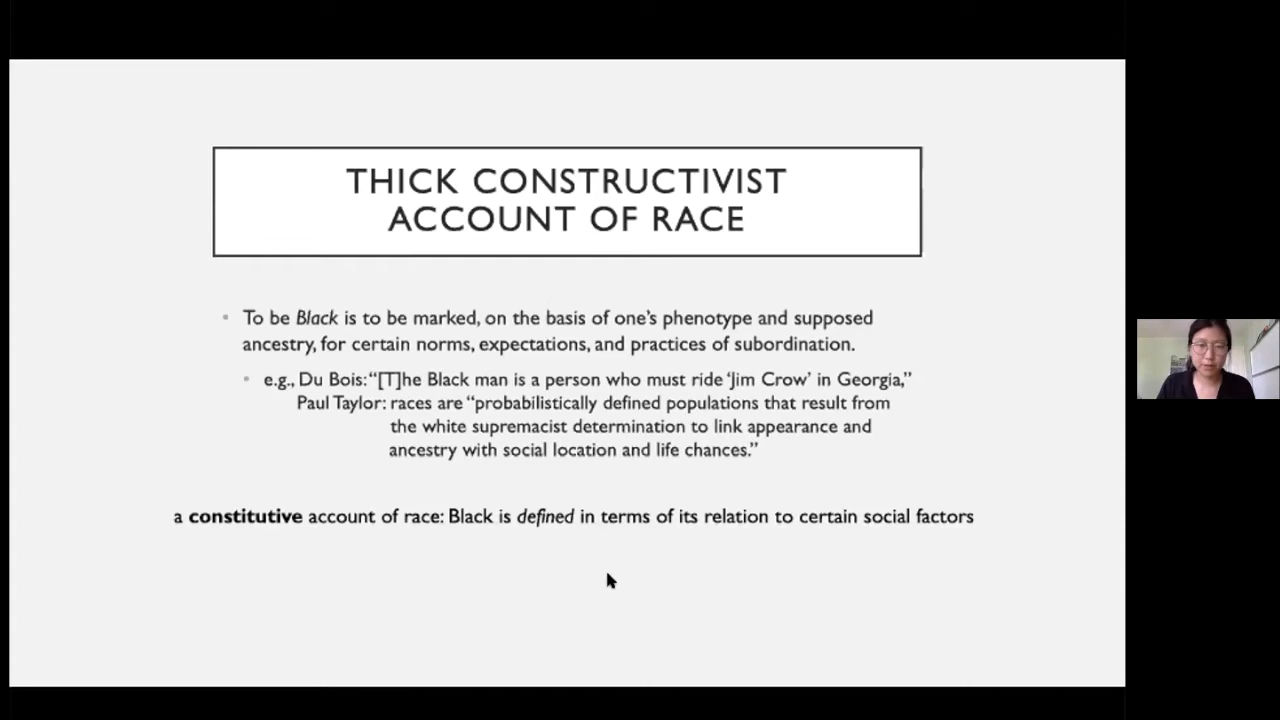 THICK CONSTRUCTIVIST
ACCOUNT OF RACE
To be Black is to be marked, on the basis of one's phenotype and supposed
ancestry, for certain norms, expectations, and practices of subordination.
e.g., Du Bois: “[T]he Black man is a person who must ride ‘Jim Crow’ in Georgia,”
Paul Taylor: races are “probabilistically defined populations that result from
the white supremacist determination to link appearance and
ancestry with social location and life chances.”
a constitutive account of race: Black is defined in terms of its relation to certain social factors